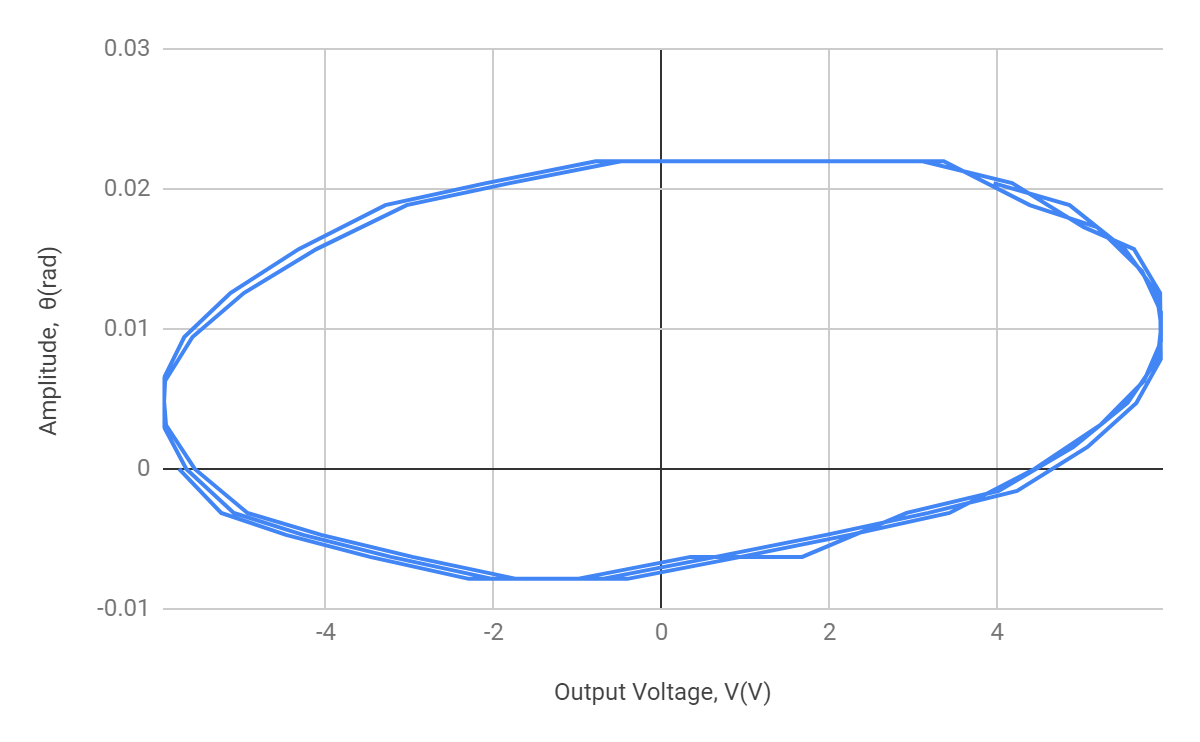 0.03
0.02
0.01
0
-0.01
Amplitude, θ(rad)
-4 -2 0 2 4
Output Voltage, V(V)